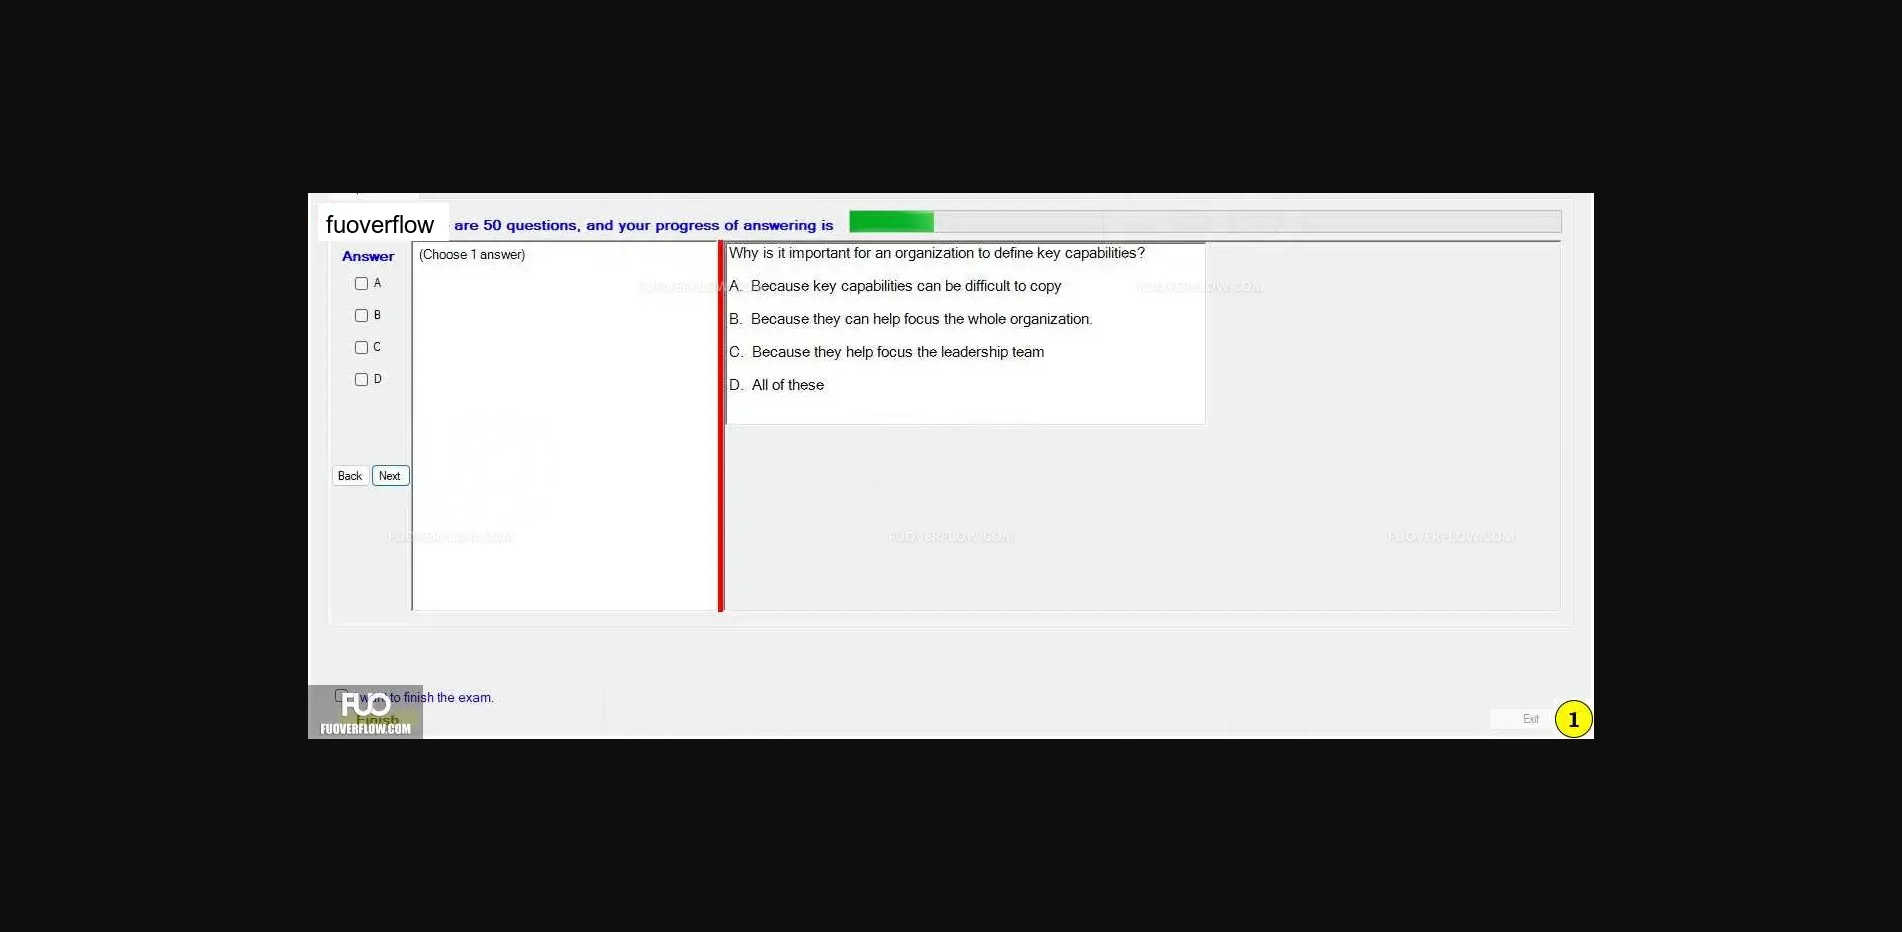 fuoverflow are 50 questions, and your progress of answering is
Answer
(Choose 1 answer)
A
B
C
D
Back Next
Why is it important for an organization to define key capabilities?
A. Because key capabilities can be difficult to copy
B. Because they can help focus the whole organization.
C. Because they help focus the leadership team
D. All of these
FUOVERFLOW.COM
FUOVERFLOW.COM
FUOVERFLOW.COM
FUOVERFLOW.COM
FUOVERFLOW.COM
want to finish the exam.
FUO
Finish
FUOVERFLOW.COM
Exit
1